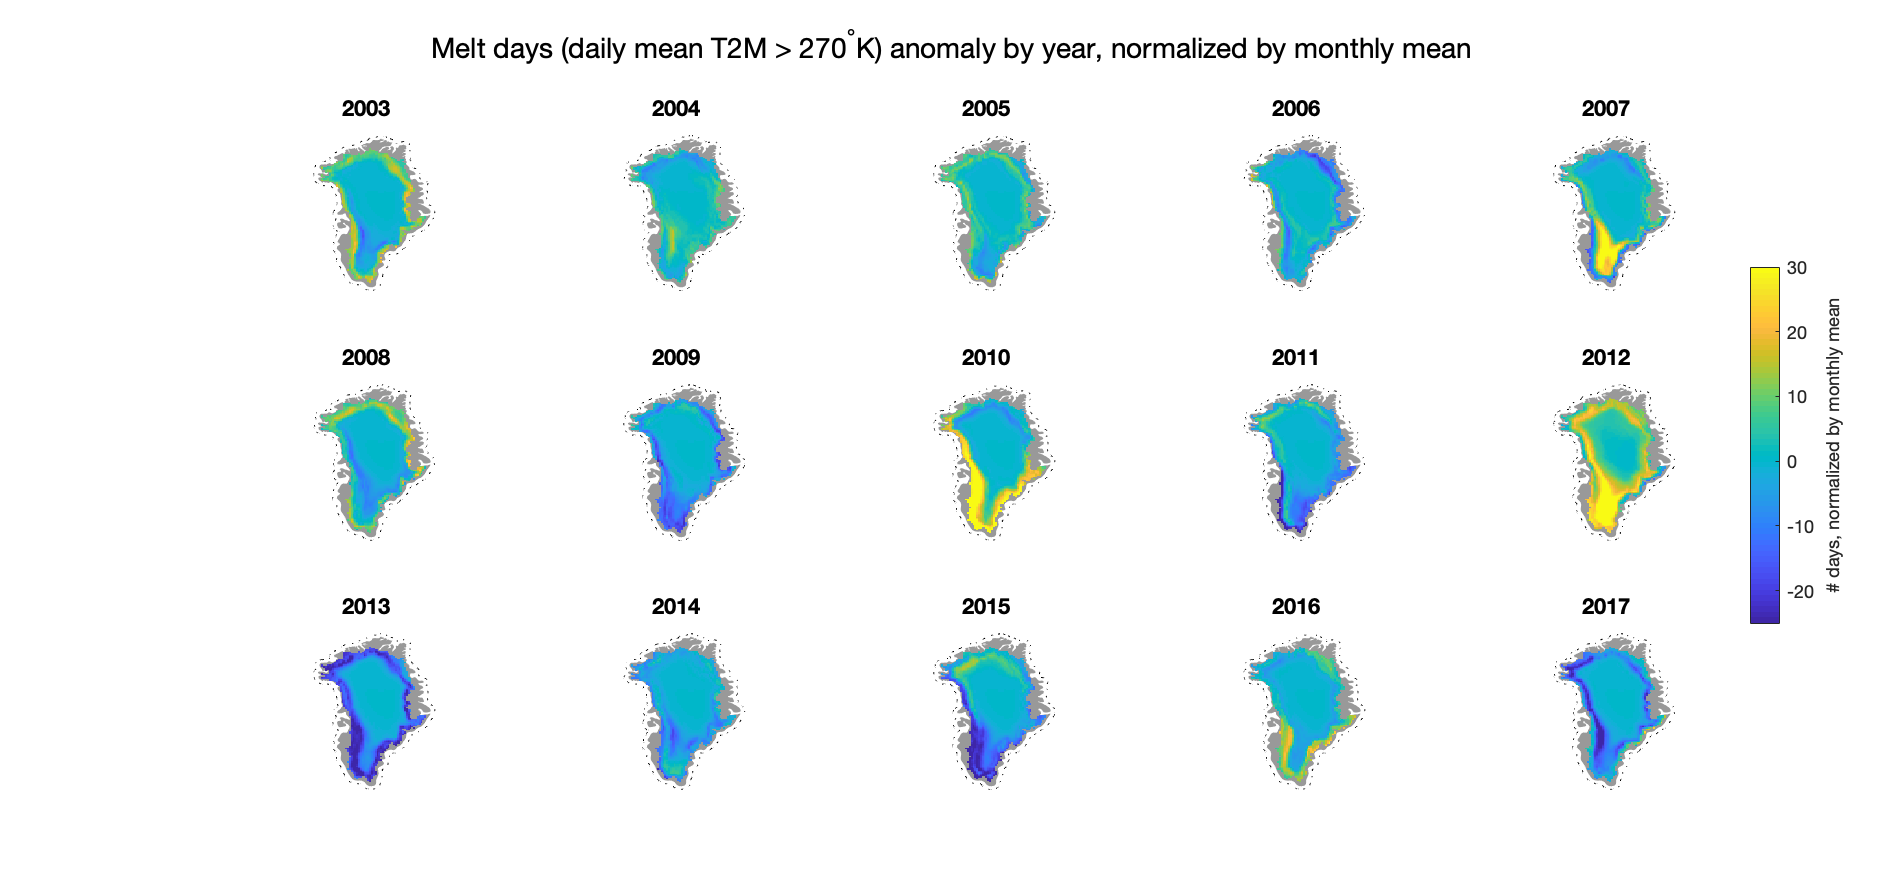 Melt days (daily mean T2M > 270°K) anomaly by year, normalized by monthly mean
2003 2004 2005 2006 2007
2008 2009 2010 2011 2012
2013 2014 2015 2016 2017
30
20
10
0
-10
-20
# days, normalized by monthly mean